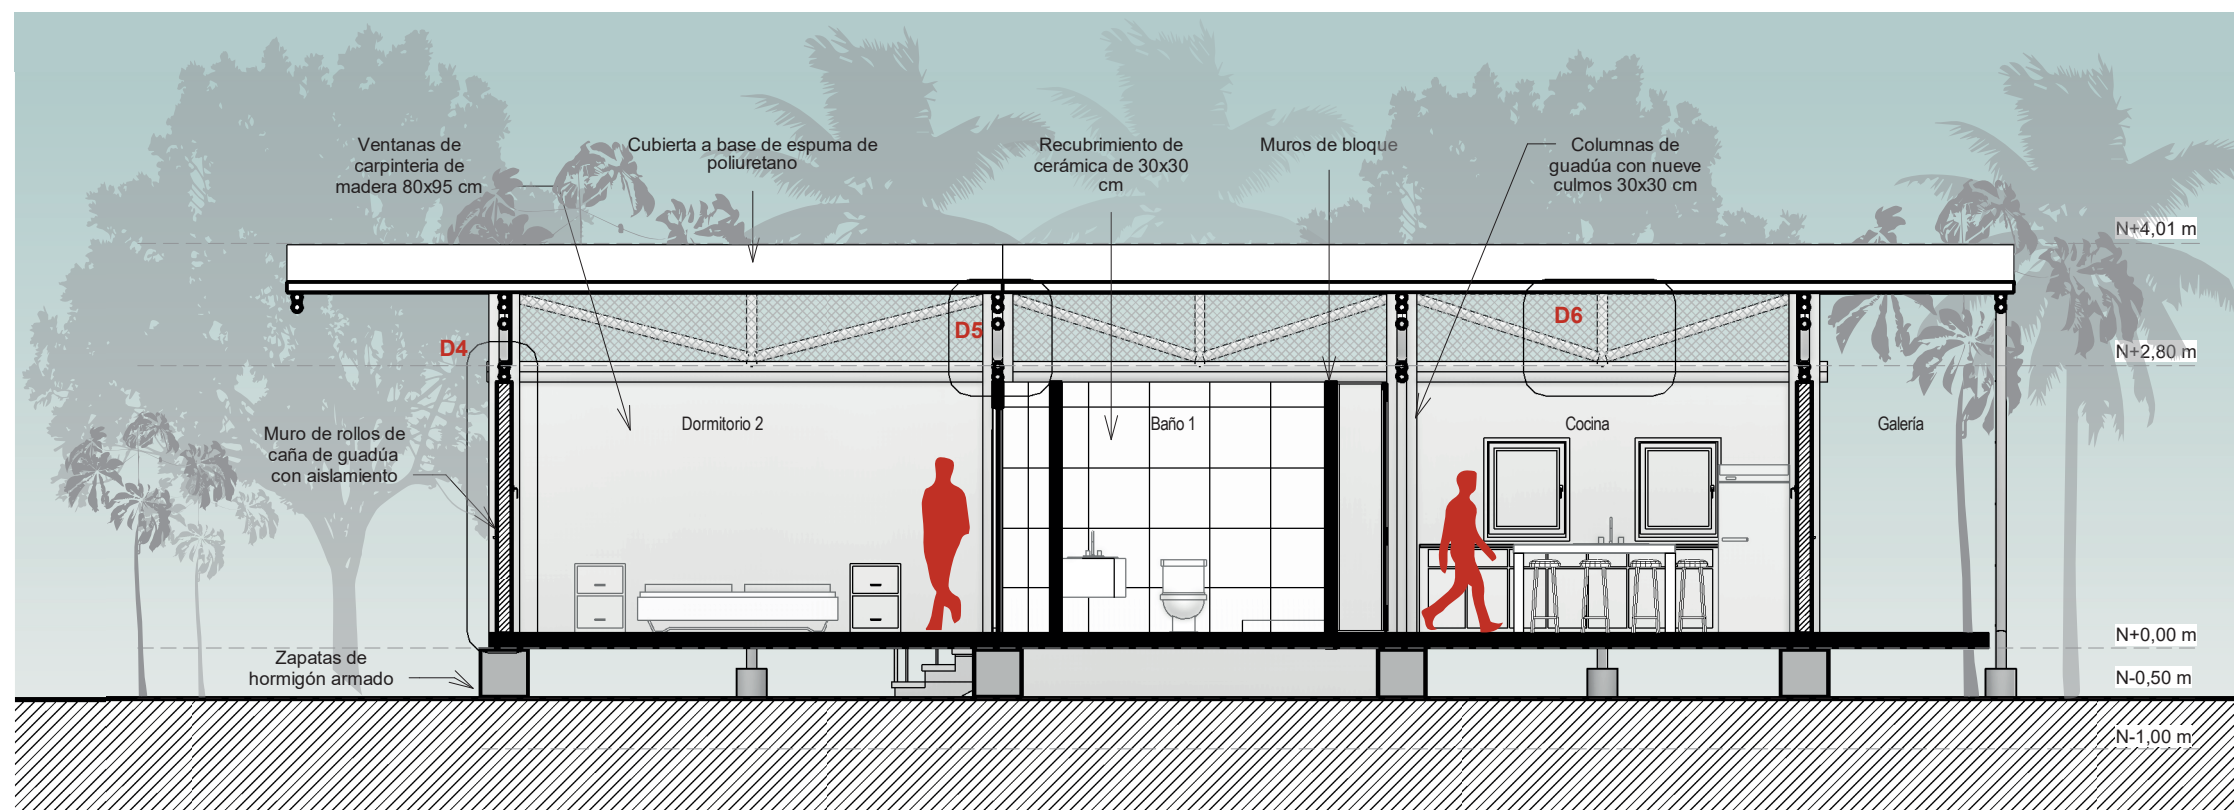 Ventanas de
carpinteria de
madera 80x95 cm
Cubierta a base de espuma de
poliuretano
Recubrimiento de
cerámica de 30x30
cm
Muros de bloque
Columnas de
guadúa con nueve
culmos 30x30 cm
N+4,01 m
D4
D5
D6
N+2,80 m
Muro de rollos de
caña de guadúa
con aislamiento
Dormitorio 2
Baño 1
Cocina
Galería
Zapatas de
hormigón armado
N+0,00 m
N-0,50 m
N-1,00 m